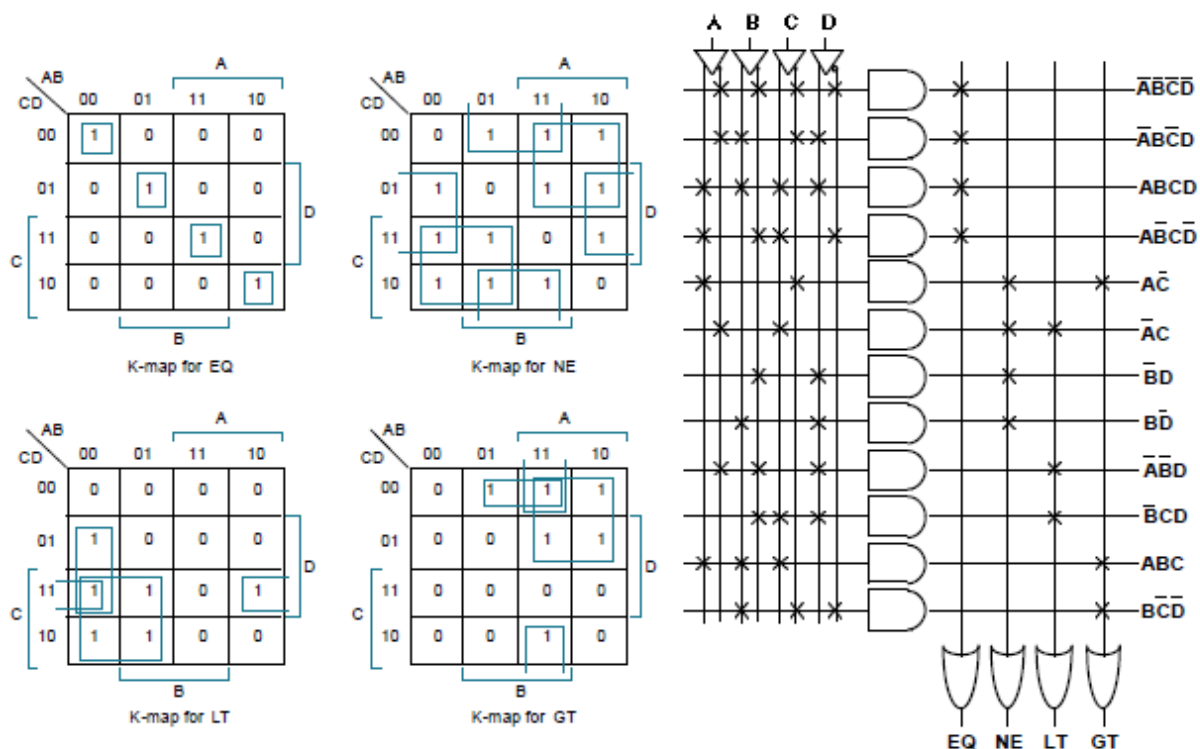 A
AB
CD 00 01 11 10
00 1 0 0 0
01 0 1 0 0
D
C
11 0 0 1 0
10 0 0 0 1
B
K-map for EQ
A
AB
CD 00 01 11 10
00 0 1 1 1
01 1 0 1 1
D
C
11 1 1 0 1
10 1 1 1 0
B
K-map for NE
A
AB
CD 00 01 11 10
00 0 0 0 0
01 1 0 0 0
D
C
11 1 1 0 1
10 1 1 0 0
B
K-map for LT
A
AB
CD 00 01 11 10
00 0 1 1 1
01 0 0 1 1
D
C
11 0 0 0 0
10 0 0 1 0
B
K-map for GT
A B C D
A̅B̅C̅D̅
A̅BC̅D
ABCD
AB̅CD̅
AC̅
A̅C
B̅D
BD̅
A̅B̅D
B̅CD
ABC
BC̅D̅
EQ NE LT GT